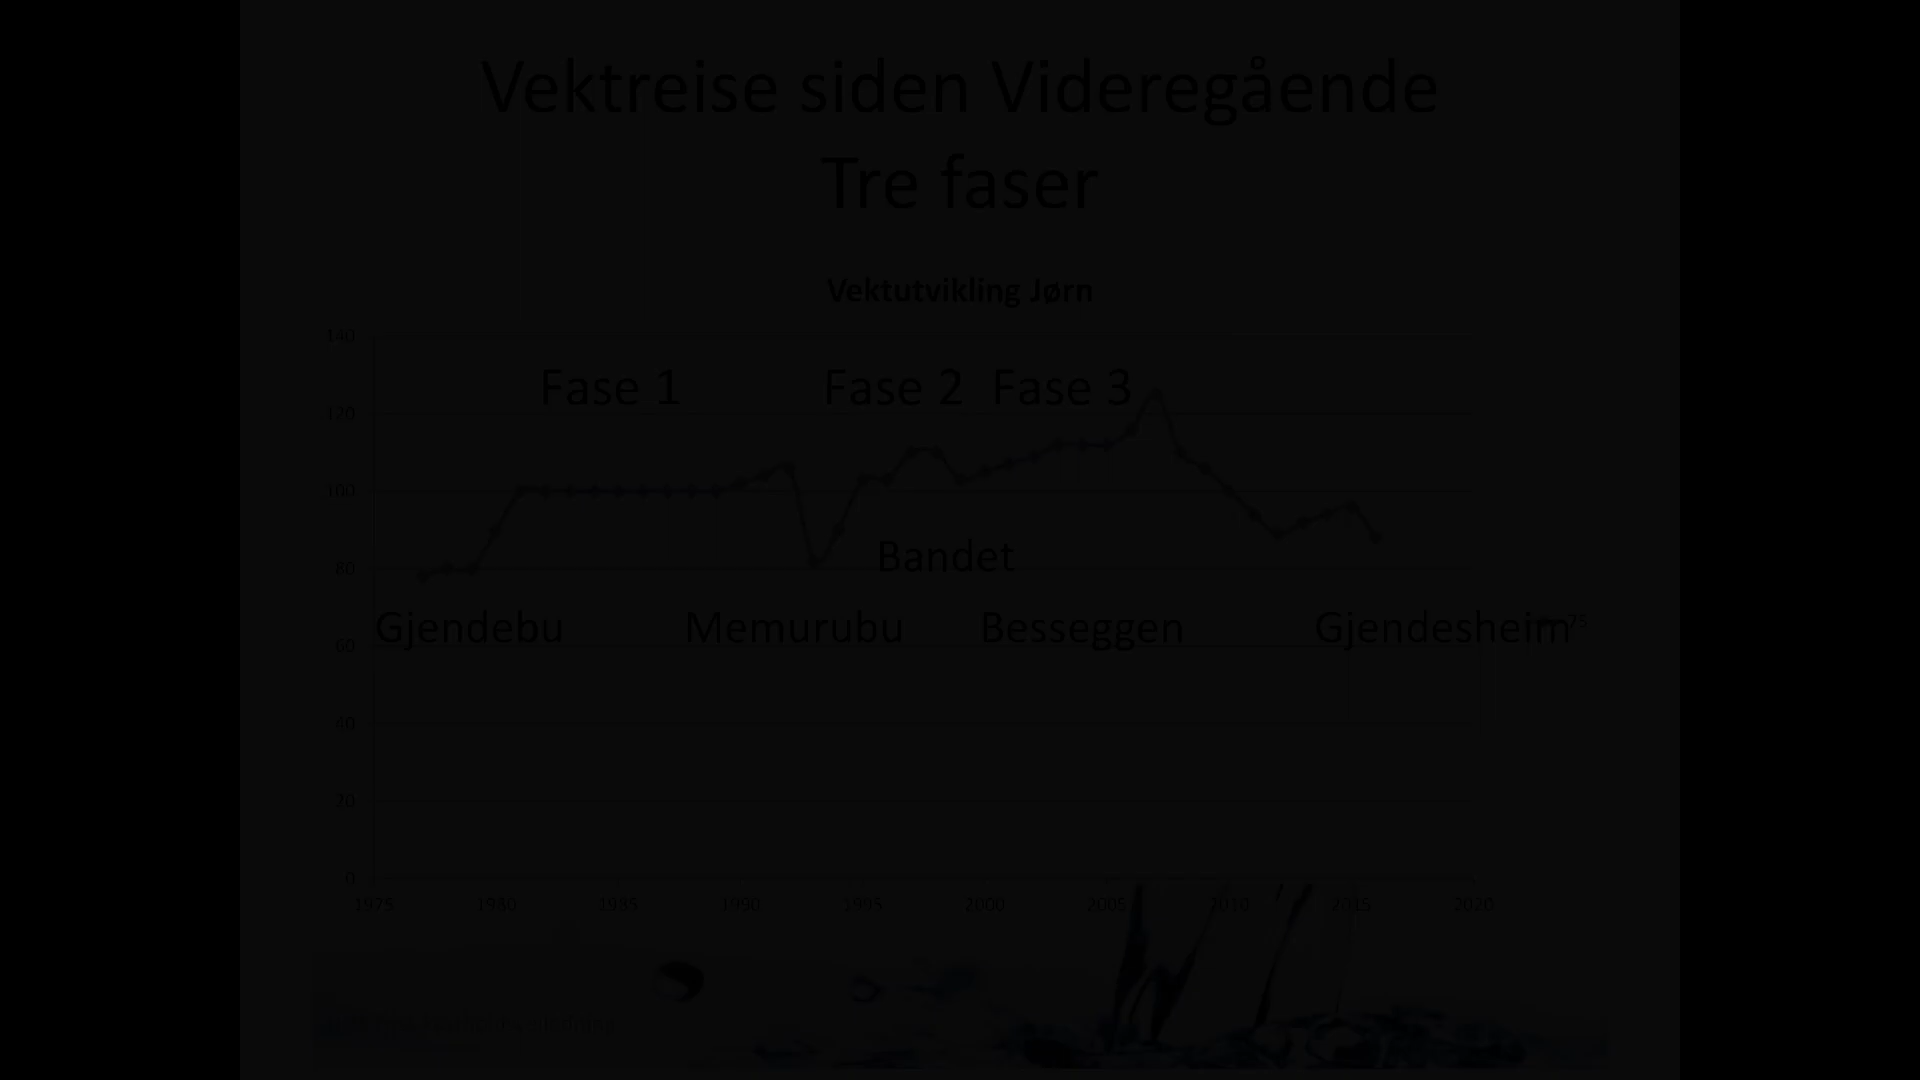 Vektreise siden Videregående
Tre faser
Vektutvikling Jørn
140
Fase 1 Fase 2 Fase 3
120
100
Bandet
80
Gjendebu Memurubu Besseggen Gjendesheim 75
60
40
20
0
1975 1980 1985 1990 1995 2000 2005 2010 2015 2020